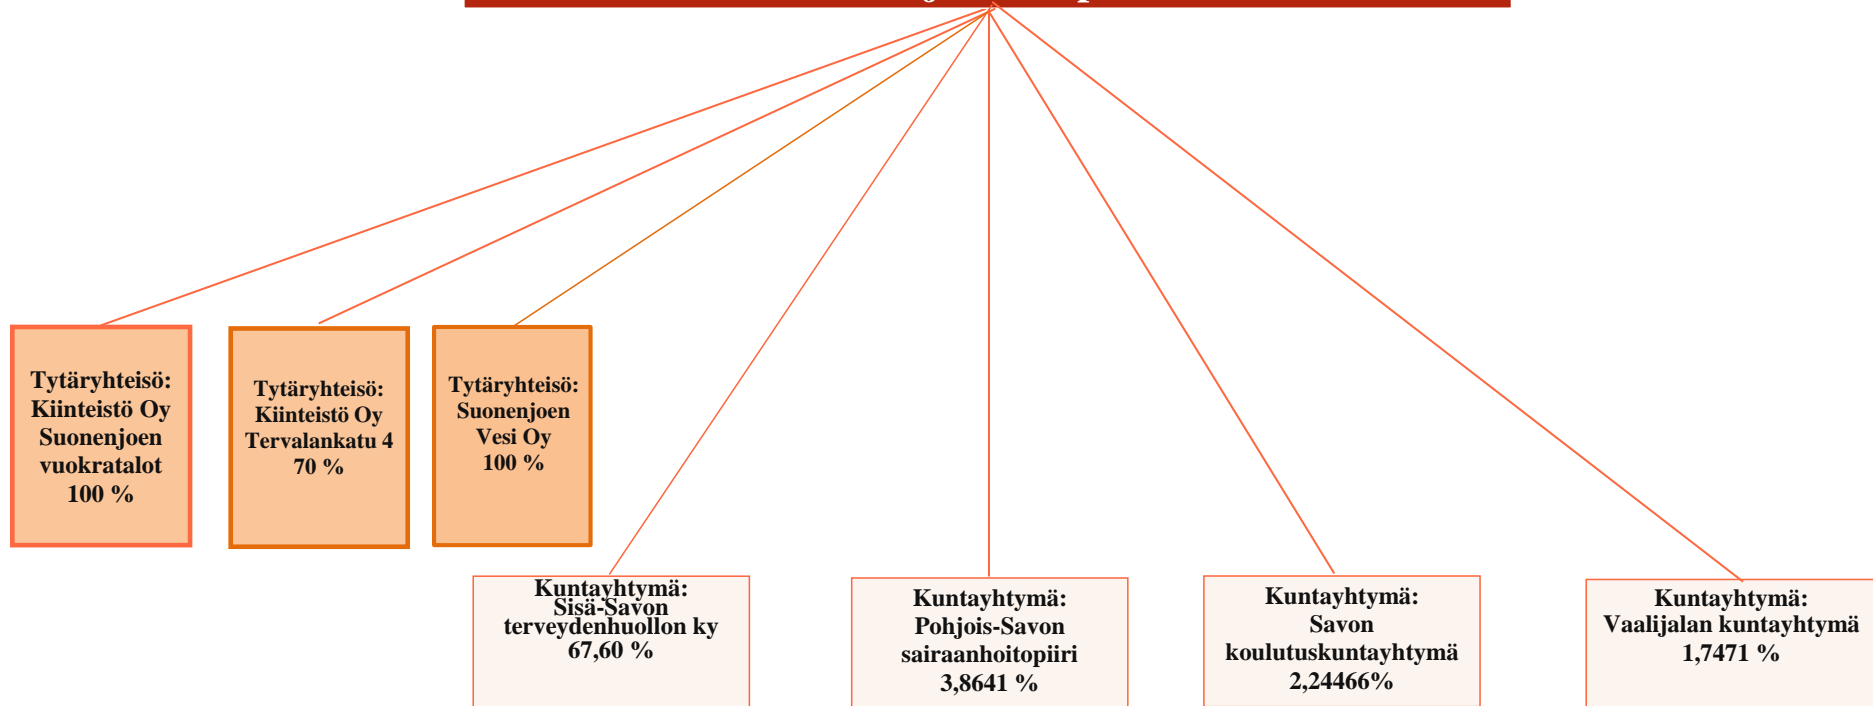 Tytäryhteisö:
Kiinteistö Oy
Suonenjoen
vuokratalot
100 %
Tytäryhteisö:
Kiinteistö Oy
Tervalankatu 4
70 %
Tytäryhteisö:
Suonenjoen
Vesi Oy
100 %
Kuntayhtymä:
Sisä-Savon
terveydenhuollon ky
67,60 %
Kuntayhtymä:
Pohjois-Savon
sairaanhoitopiiri
3,8641 %
Kuntayhtymä:
Savon
koulutuskuntayhtymä
2,24466%
Kuntayhtymä:
Vaalijalan kuntayhtymä
1,7471 %